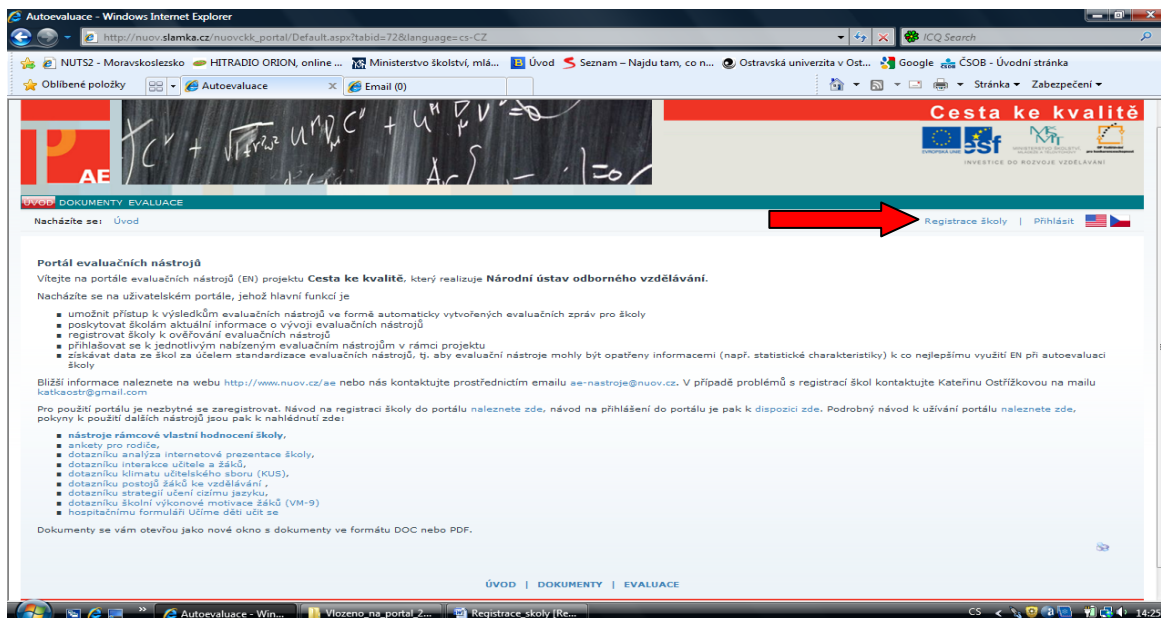 Autoevaluace - Windows Internet Explorer
http://nuov.slamka.cz/nuovckk_portal/Default.aspx?tabid=72&language=cs-CZ
ICQ Search
NUTS2 - Moravskoslezsko HITRADIO ORION, online ... Ministerstvo školství, mlá... Úvod Seznam – Najdu tam, co n... Ostravská univerzita v Ost... Google ČSOB - Úvodní stránka
Oblíbené položky Autoevaluace Email (0) Stránka Zabezpečení
Cesta ke kvalitě
AE
esf
INVESTICE DO ROZVOJE VZDĚLÁVÁNÍ
ÚVOD DOKUMENTY EVALUACE
Nacházíte se: Úvod
Registrace školy | Přihlásit
Portál evaluačních nástrojů
Vítejte na portále evaluačních nástrojů (EN) projektu Cesta ke kvalitě, který realizuje Národní ústav odborného vzdělávání.
Nacházíte se na uživatelském portále, jehož hlavní funkcí je
umožnit přístup k výsledkům evaluačních nástrojů ve formě automaticky vytvořených evaluačních zpráv pro školy
poskytovat školám aktuální informace o vývoji evaluačních nástrojů
registrovat školy k ověřování evaluačních nástrojů
přihlašovat se k jednotlivým nabízeným evaluačním nástrojům v rámci projektu
získávat data ze škol za účelem standardizace evaluačních nástrojů, tj. aby evaluační nástroje mohly být opatřeny informacemi (např. statistické charakteristiky) k co nejlepšímu využití EN při autoevaluaci
školy
Bližší informace naleznete na webu http://www.nuov.cz/ae nebo nás kontaktujte prostřednictím emailu ae-nastroje@nuov.cz. V případě problémů s registrací škol kontaktujte Kateřinu Ostřížkovou na mailu
katkaostr@gmail.com
Pro použití portálu je nezbytné se zaregistrovat. Návod na registraci školy do portálu naleznete zde, návod na přihlášení do portálu je pak k dispozici zde. Podrobný návod k užívání portálu naleznete zde,
pokyny k použití dalších nástrojů jsou pak k nahlédnutí zde:
nástroje rámcové vlastní hodnocení školy,
ankety pro rodiče,
dotazníku analýza internetové prezentace školy,
dotazníku interakce učitele a žáků,
dotazníku klimatu učitelského sboru (KUS),
dotazníku postojů žáků ke vzdělávání ,
dotazníku strategií učení cizímu jazyku,
dotazníku školní výkonové motivace žáků (VM-9)
hospitačnímu formuláři Učíme děti učit se
Dokumenty se vám otevřou jako nové okno s dokumenty ve formátu DOC nebo PDF.
ÚVOD | DOKUMENTY | EVALUACE
Autoevaluace - Win... Vlozeno_na_portal_2... Registrace_skoly [Re... CS 14:25